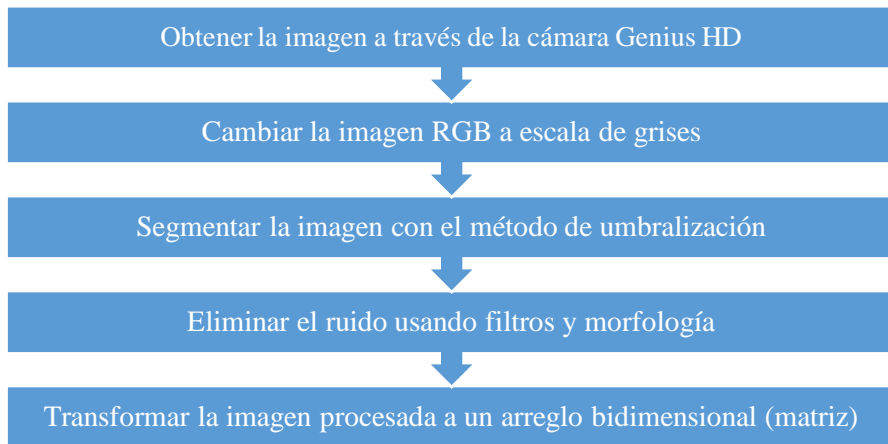 Obtener la imagen a través de la cámara Genius HD
Cambiar la imagen RGB a escala de grises
Segmentar la imagen con el método de umbralización
Eliminar el ruido usando filtros y morfología
Transformar la imagen procesada a un arreglo bidimensional (matriz)